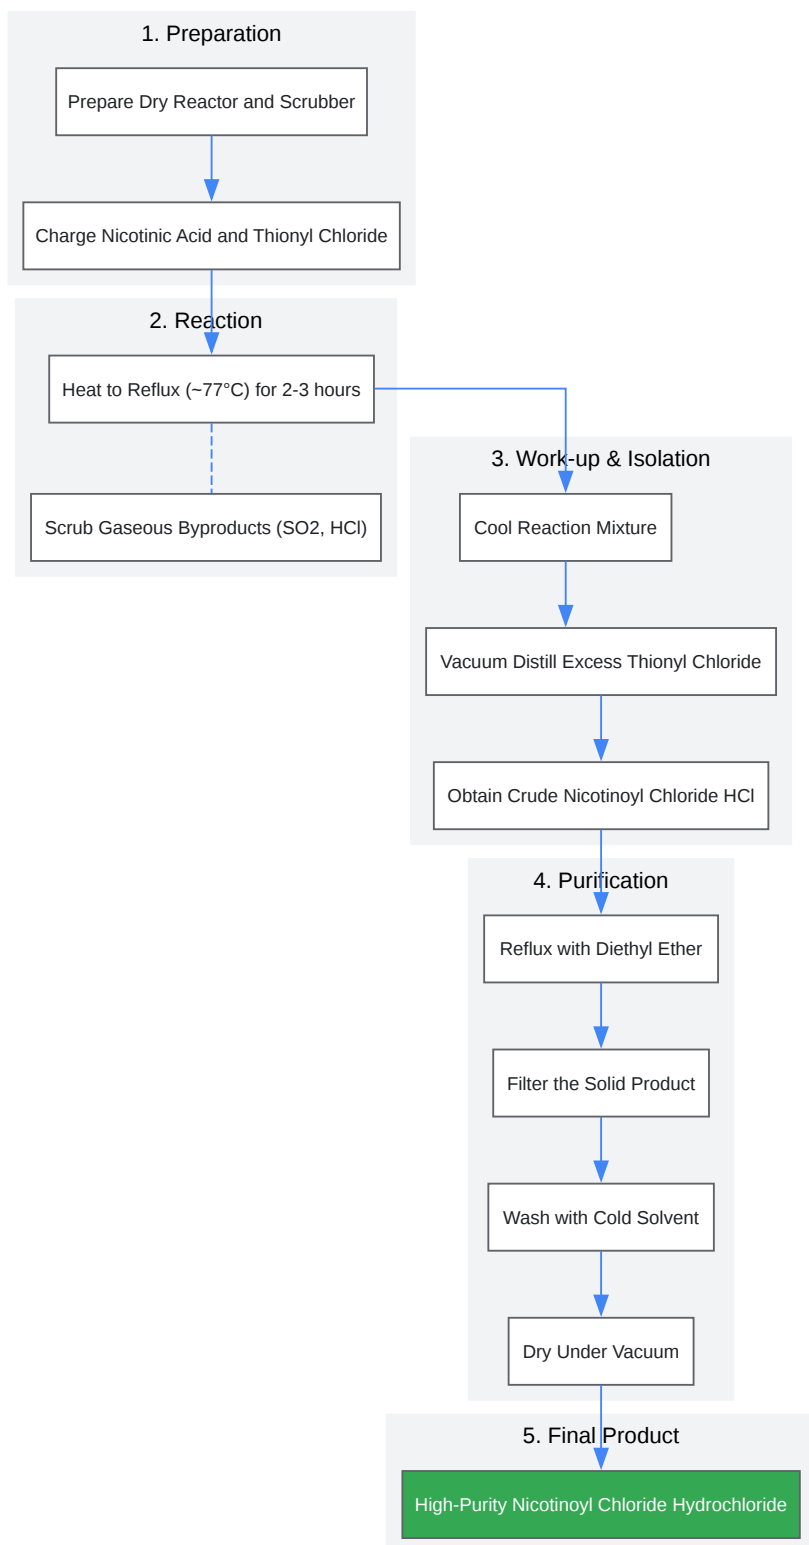 1. Preparation
Prepare Dry Reactor and Scrubber
Charge Nicotinic Acid and Thionyl Chloride
2. Reaction
Heat to Reflux (~77°C) for 2-3 hours
Scrub Gaseous Byproducts (SO2, HCl)
3. Work-up & Isolation
Cool Reaction Mixture
Vacuum Distill Excess Thionyl Chloride
Obtain Crude Nicotinoyl Chloride HCl
4. Purification
Reflux with Diethyl Ether
Filter the Solid Product
Wash with Cold Solvent
Dry Under Vacuum
5. Final Product
High-Purity Nicotinoyl Chloride Hydrochloride